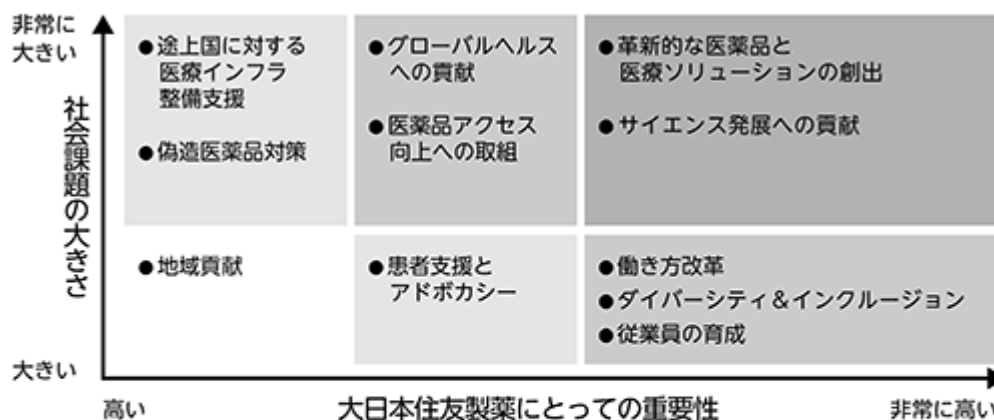 非常に
大きい
社会課題の大きさ
大きい
●途上国に対する
医療インフラ
整備支援
●偽造医薬品対策
●グローバルヘルス
への貢献
●医薬品アクセス
向上への取組
●革新的な医薬品と
医療ソリューションの創出
●サイエンス発展への貢献
●地域貢献
●患者支援と
アドボカシー
●働き方改革
●ダイバーシティ＆インクルージョン
●従業員の育成
高い
大日本住友製薬にとっての重要性
非常に高い